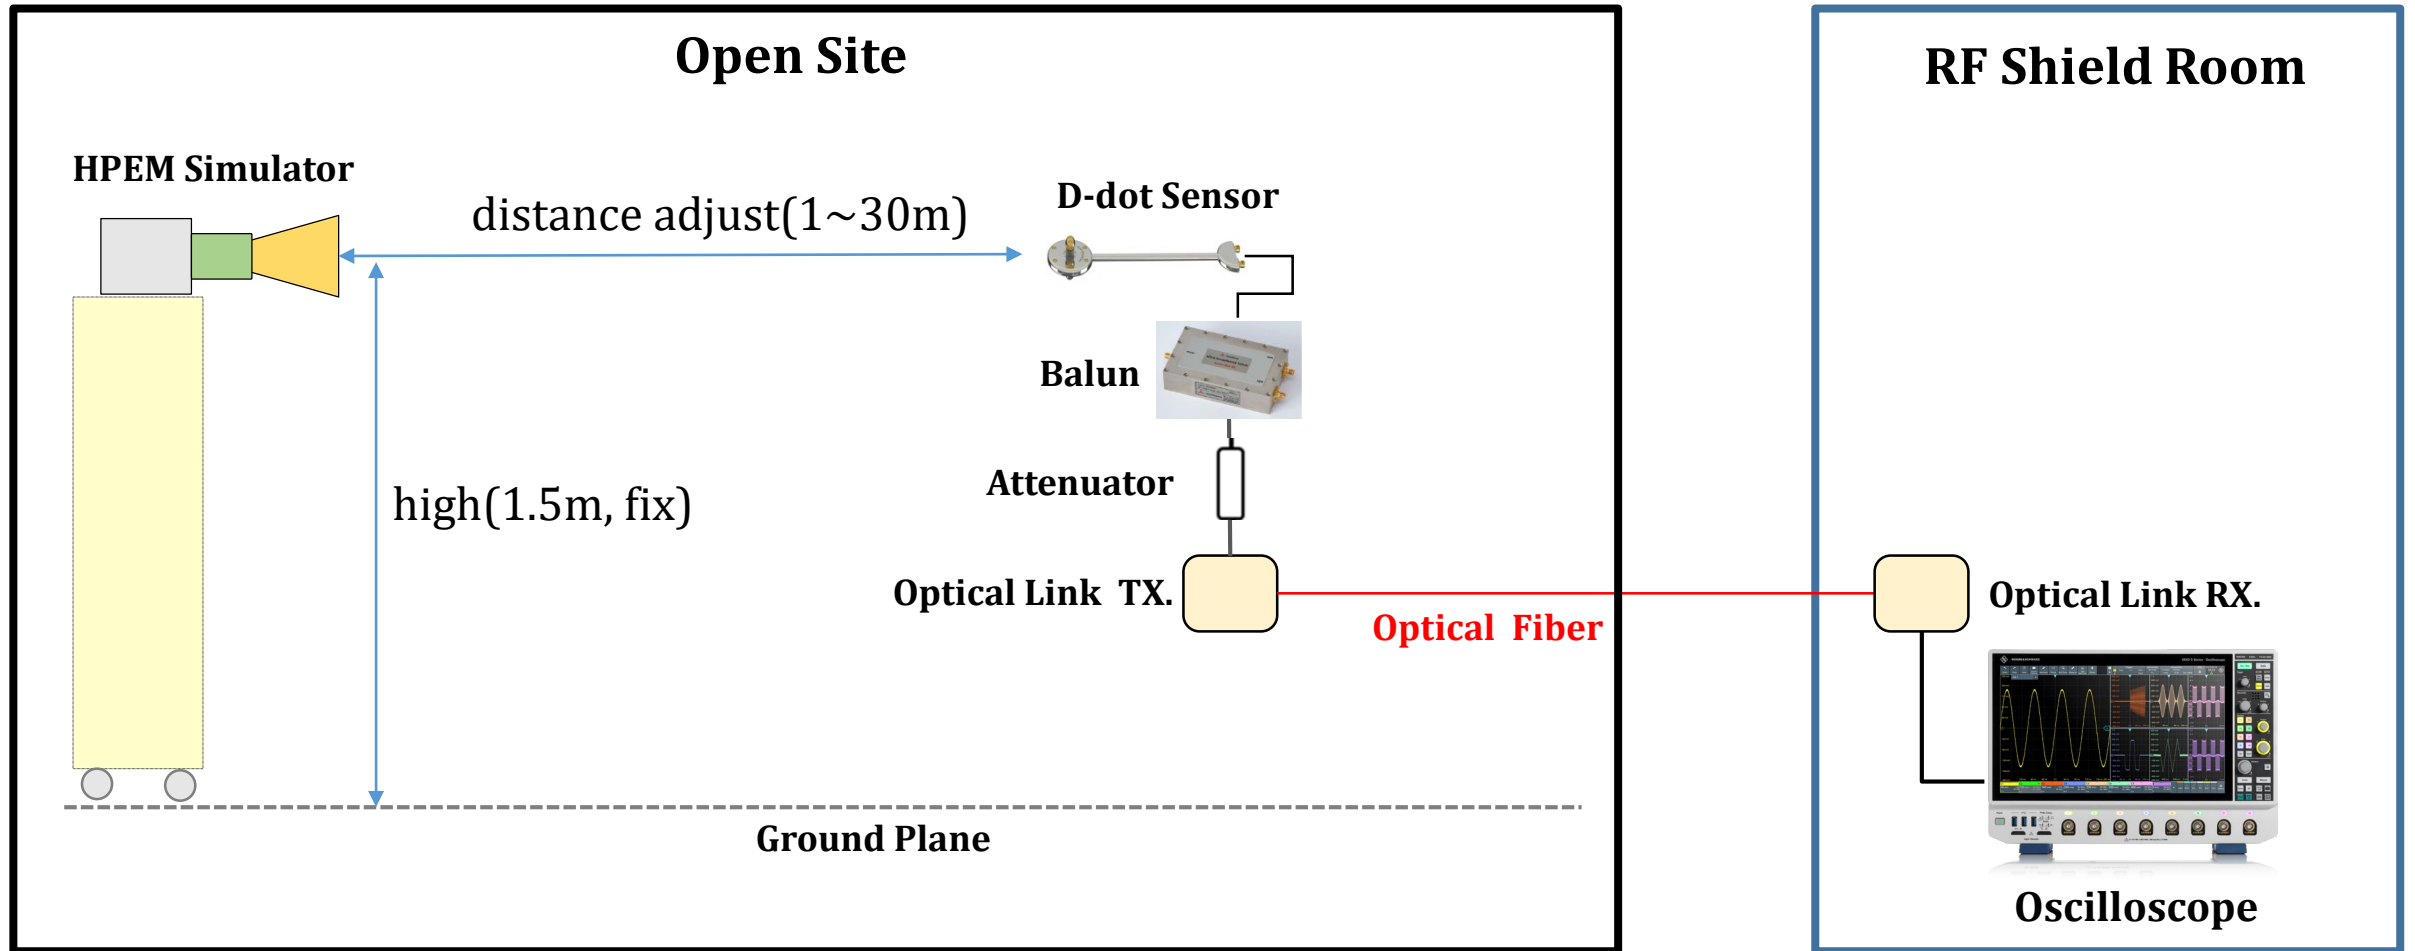 Open Site
RF Shield Room
HPEM Simulator
distance adjust(1~30m)
D-dot Sensor
Balun
Attenuator
high(1.5m, fix)
Optical Link TX.
Optical Fiber
Optical Link RX.
Ground Plane
Oscilloscope